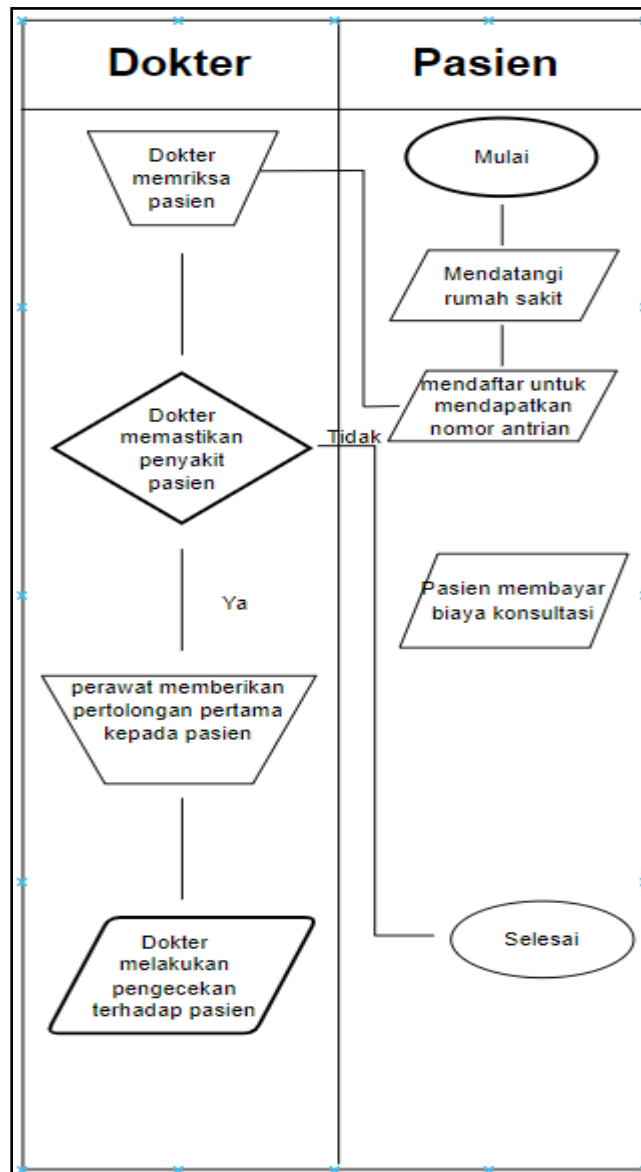 Dokter
Pasien
Dokter
memriksa
pasien
Mulai
Mendatangi
rumah sakit
mendaftar untuk
mendapatkan
nomor antrian
Dokter
memastikan
penyakit
pasien
Tidak
Ya
Pasien membayar
biaya konsultasi
perawat memberikan
pertolongan pertama
kepada pasien
Dokter
melakukan
pengecekan
terhadap pasien
Selesai